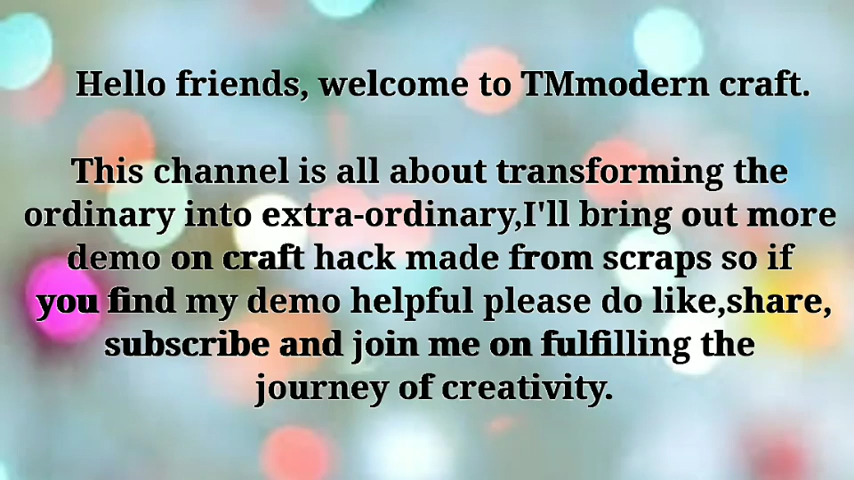 Hello friends, welcome to TMmodern craft.
This channel is all about transforming the
ordinary into extra-ordinary,I'll bring out more
demo on craft hack made from scraps so if
you find my demo helpful please do like,share,
subscribe and join me on fulfilling the
journey of creativity.